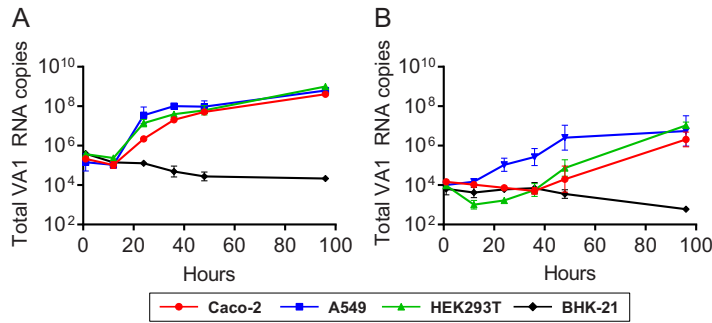 A
B
Total VA1 RNA copies
10^10
10^8
10^6
10^4
10^2
0 20 40 60 80 100
Hours
Total VA1 RNA copies
10^10
10^8
10^6
10^4
10^2
0 20 40 60 80 100
Hours
Caco-2 A549 HEK293T BHK-21